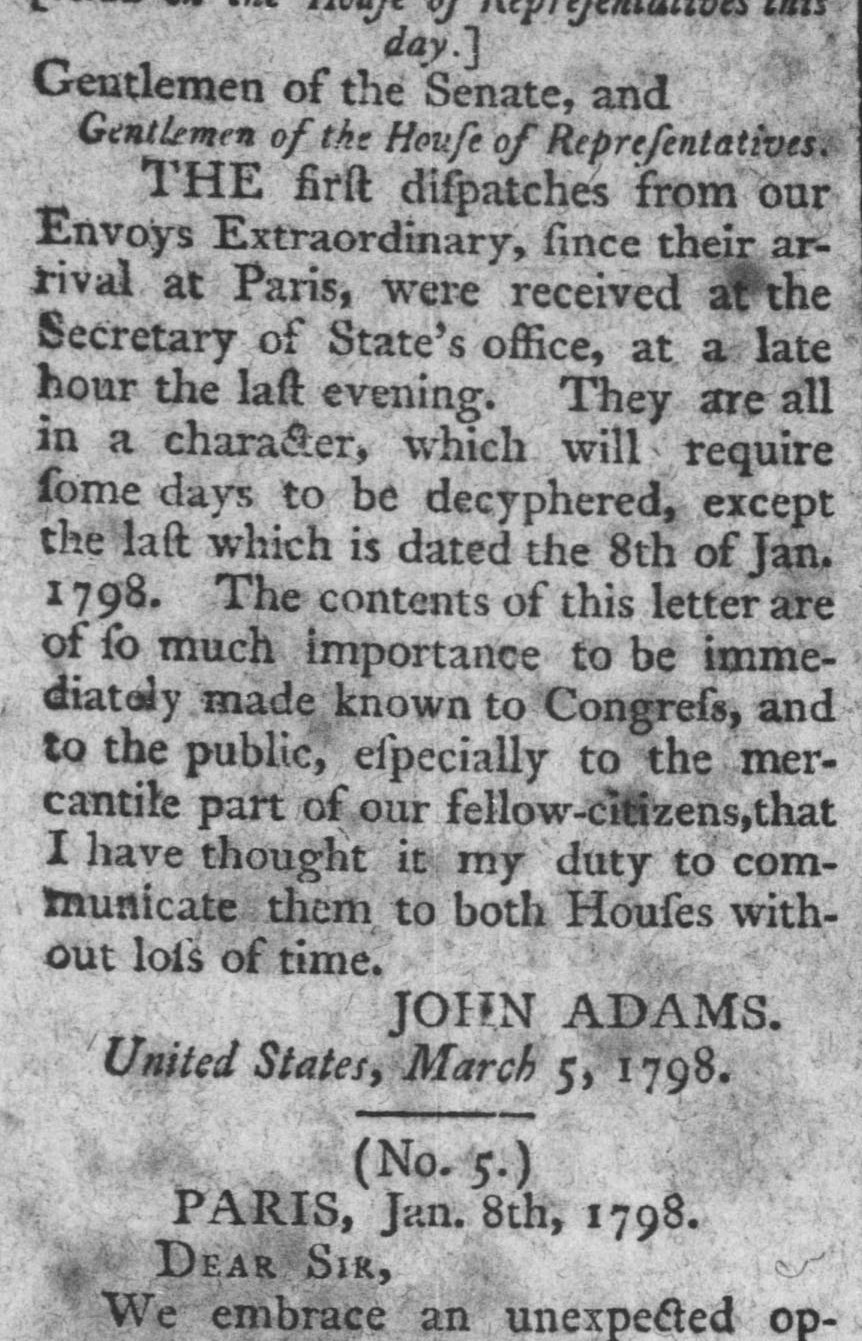 on the Houſe of Repreſentatives this
day.]
Gentlemen of the Senate, and
Gentlemen of the Houſe of Repreſentatives.
THE firſt diſpatches from our
Envoys Extraordinary, ſince their ar-
rival at Paris, were received at the
Secretary of State's office, at a late
hour the laſt evening. They are all
in a character, which will require
ſome days to be decyphered, except
the laſt which is dated the 8th of Jan.
1798. The contents of this letter are
of ſo much importance to be imme-
diately made known to Congreſs, and
to the public, eſpecially to the mer-
cantile part of our fellow-citizens,that
I have thought it my duty to com-
municate them to both Houſes with-
out loſs of time.
JOHN ADAMS.
United States, March 5, 1798.
(No. 5.)
PARIS, Jan. 8th, 1798.
DEAR SIR,
We embrace an unexpected op-